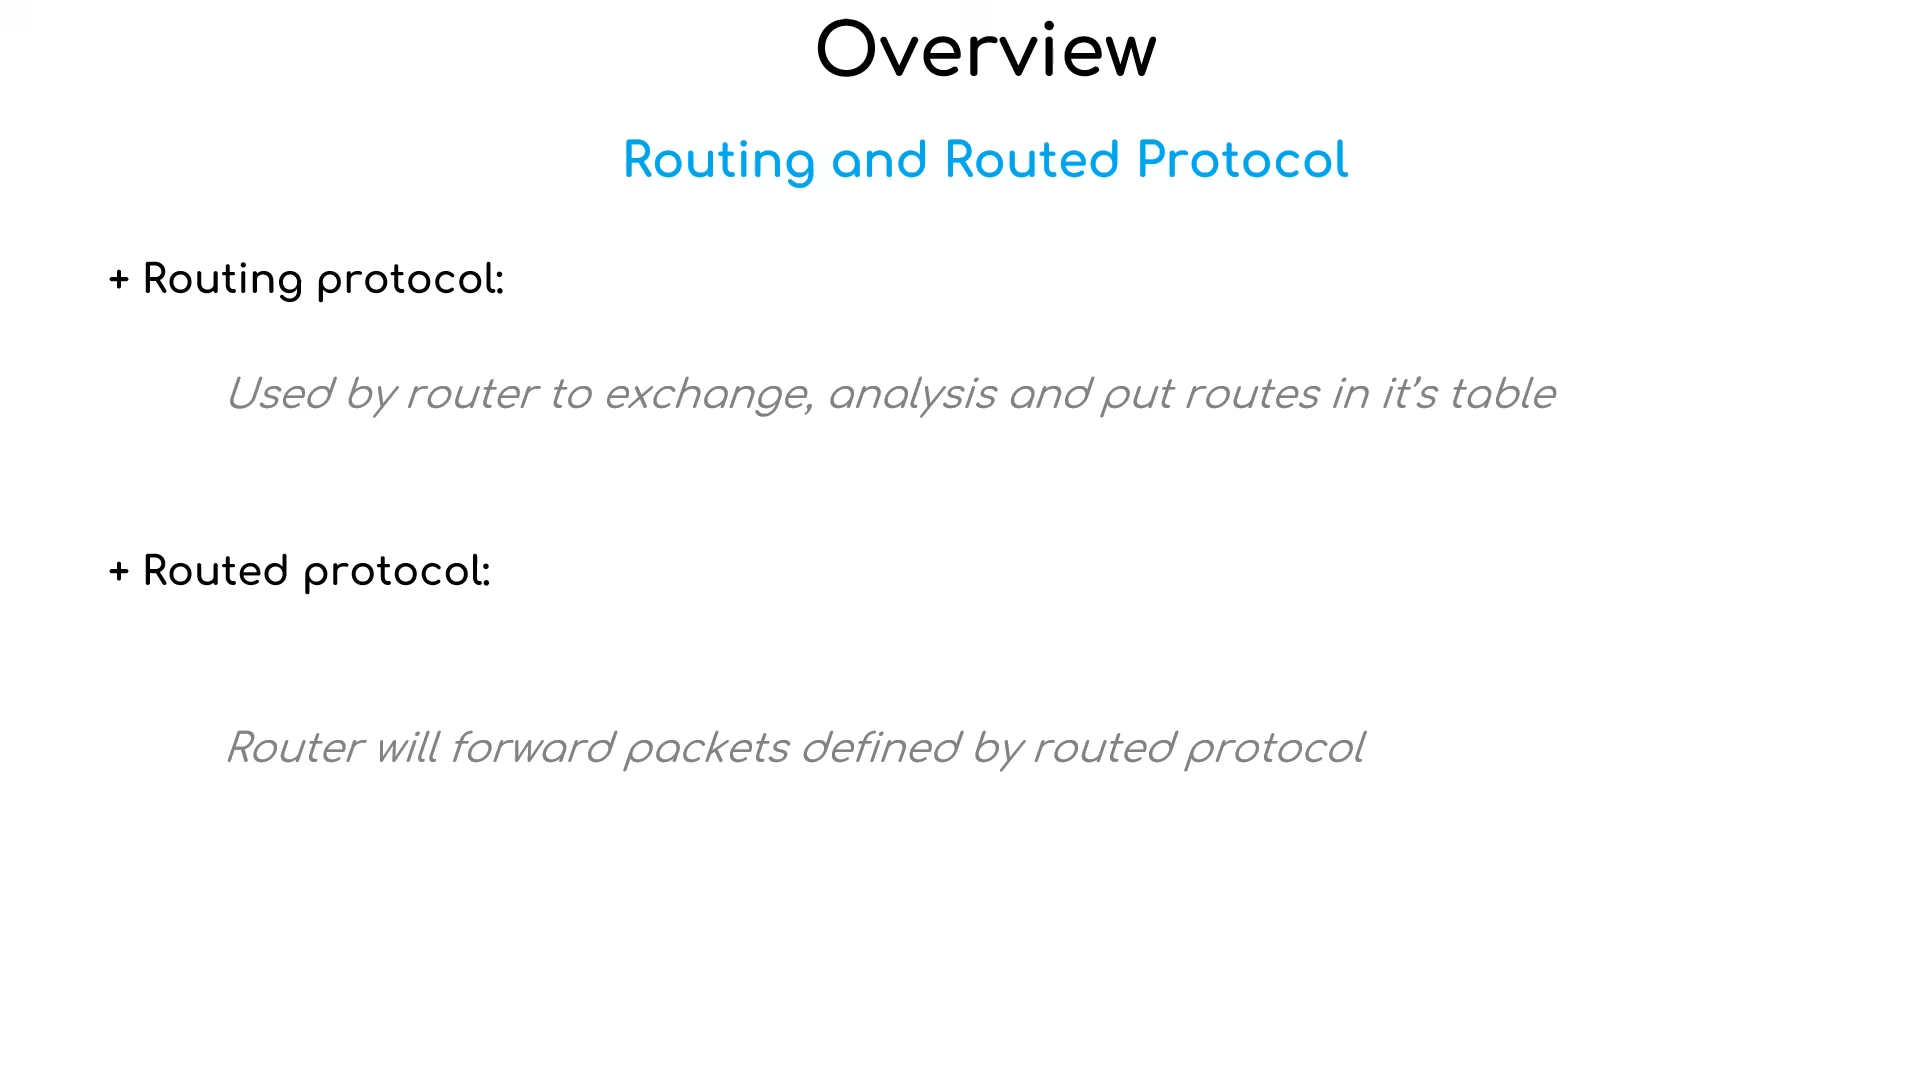 Overview
Routing and Routed Protocol
+ Routing protocol:
Used by router to exchange, analysis and put routes in it’s table
+ Routed protocol:
Router will forward packets defined by routed protocol